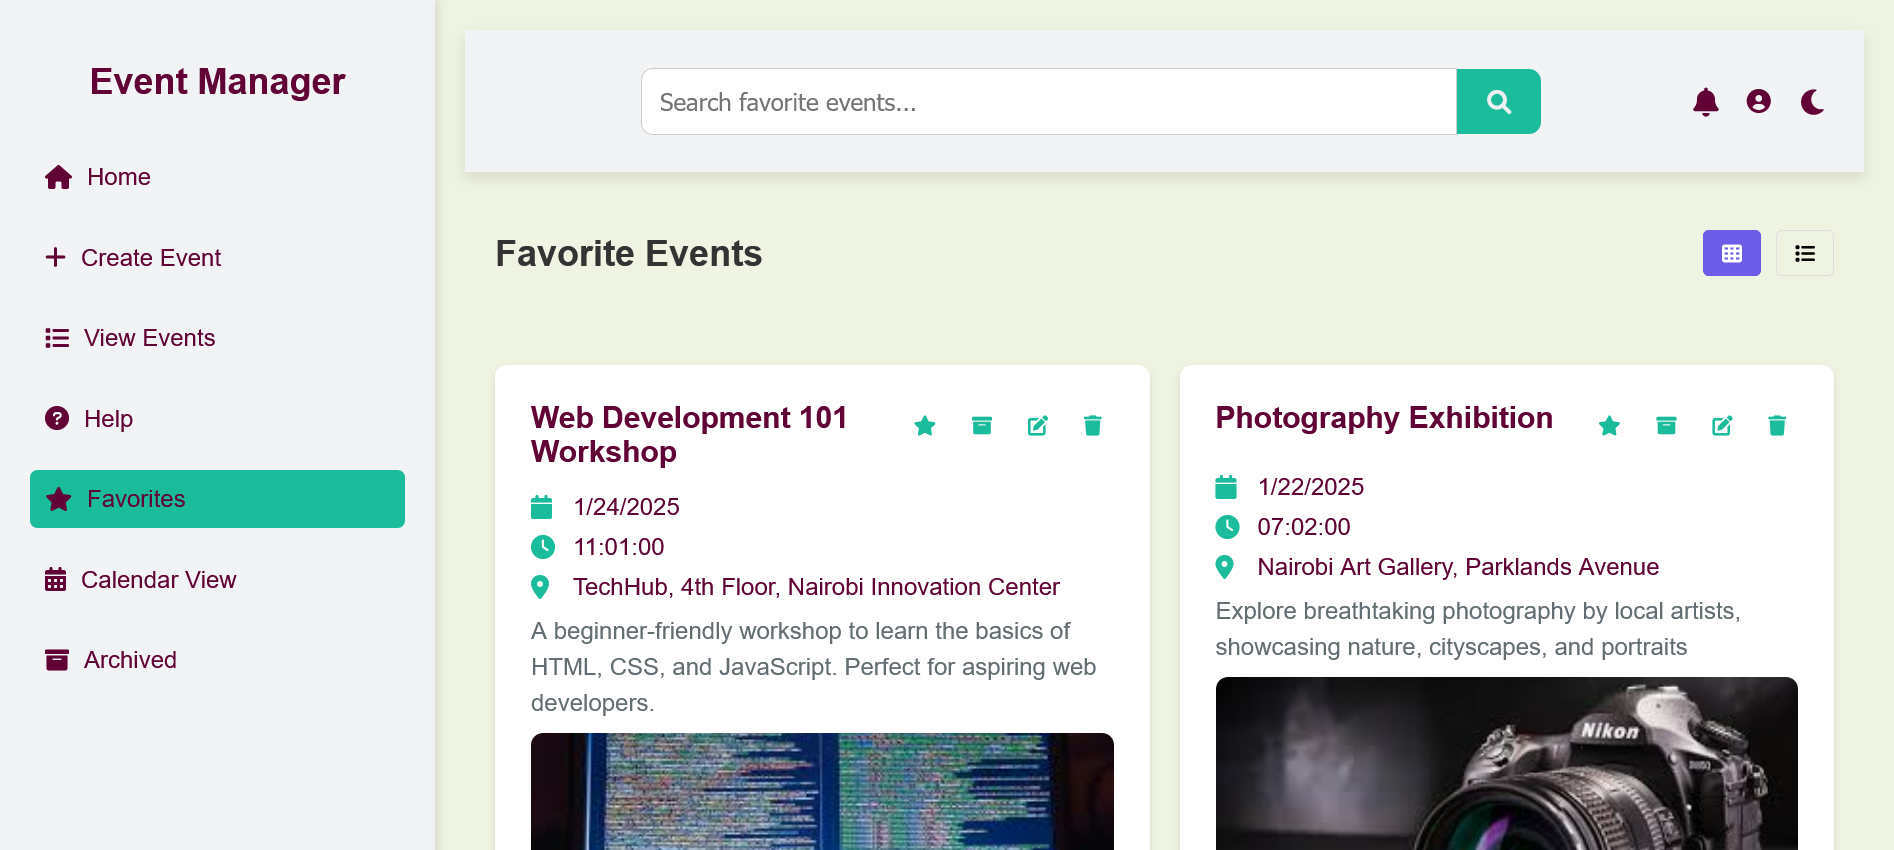 Event Manager
Home
Create Event
View Events
Help
Favorites
Calendar View
Archived
Search favorite events...
Favorite Events
Web Development 101
Workshop
1/24/2025
11:01:00
TechHub, 4th Floor, Nairobi Innovation Center
A beginner-friendly workshop to learn the basics of
HTML, CSS, and JavaScript. Perfect for aspiring web
developers.
Photography Exhibition
1/22/2025
07:02:00
Nairobi Art Gallery, Parklands Avenue
Explore breathtaking photography by local artists,
showcasing nature, cityscapes, and portraits
Nikon